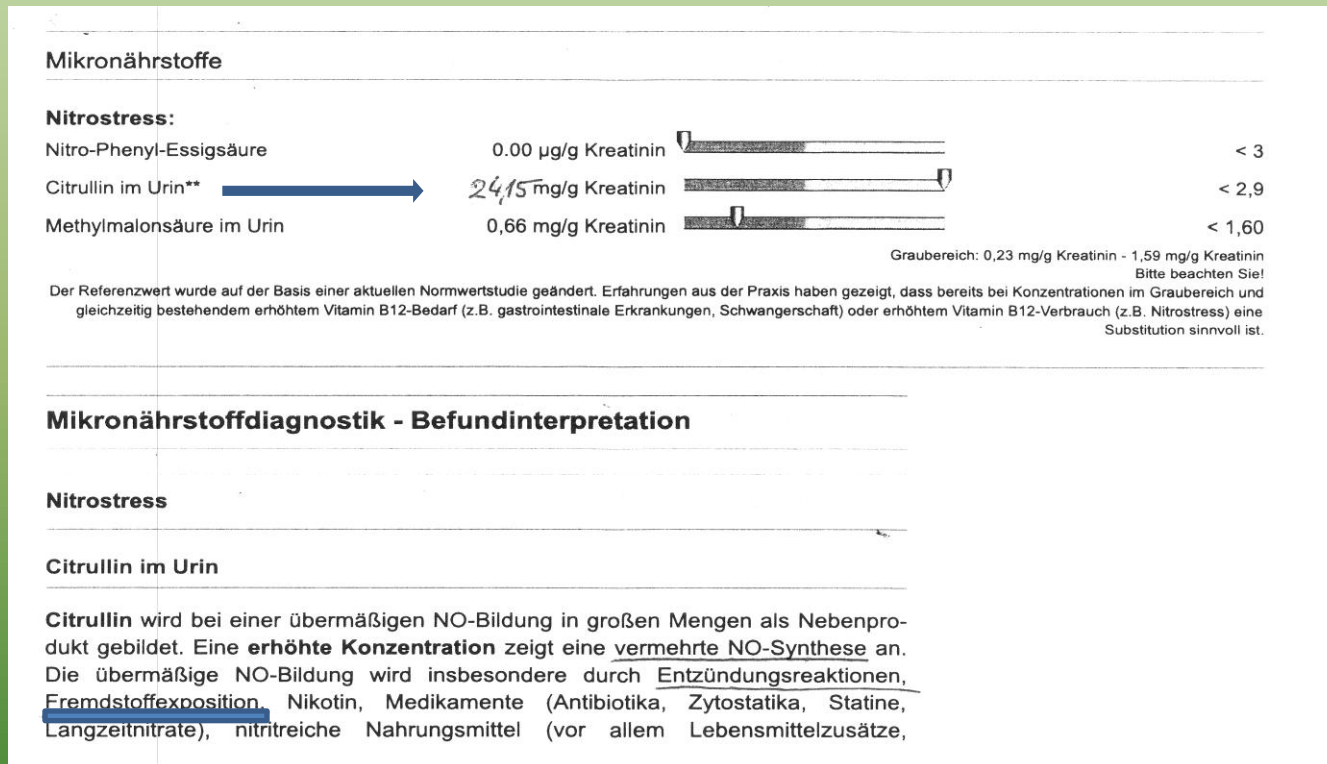 Mikronährstoffe
Nitrostress:
Nitro-Phenyl-Essigsäure 0.00 µg/g Kreatinin < 3
Citrullin im Urin** 24,15 mg/g Kreatinin < 2,9
Methylmalonsäure im Urin 0,66 mg/g Kreatinin < 1,60
Graubereich: 0,23 mg/g Kreatinin - 1,59 mg/g Kreatinin
Bitte beachten Sie!
Der Referenzwert wurde auf der Basis einer aktuellen Normwertstudie geändert. Erfahrungen aus der Praxis haben gezeigt, dass bereits bei Konzentrationen im Graubereich und
gleichzeitig bestehendem erhöhtem Vitamin B12-Bedarf (z.B. gastrointestinale Erkrankungen, Schwangerschaft) oder erhöhtem Vitamin B12-Verbrauch (z.B. Nitrostress) eine
Substitution sinnvoll ist.
Mikronährstoffdiagnostik - Befundinterpretation
Nitrostress
Citrullin im Urin
Citrullin wird bei einer übermäßigen NO-Bildung in großen Mengen als Nebenpro-
dukt gebildet. Eine erhöhte Konzentration zeigt eine vermehrte NO-Synthese an.
Die übermäßige NO-Bildung wird insbesondere durch Entzündungsreaktionen,
Fremdstoffexposition, Nikotin, Medikamente (Antibiotika, Zytostatika, Statine,
Langzeitnitrate), nitritreiche Nahrungsmittel (vor allem Lebensmittelzusätze,